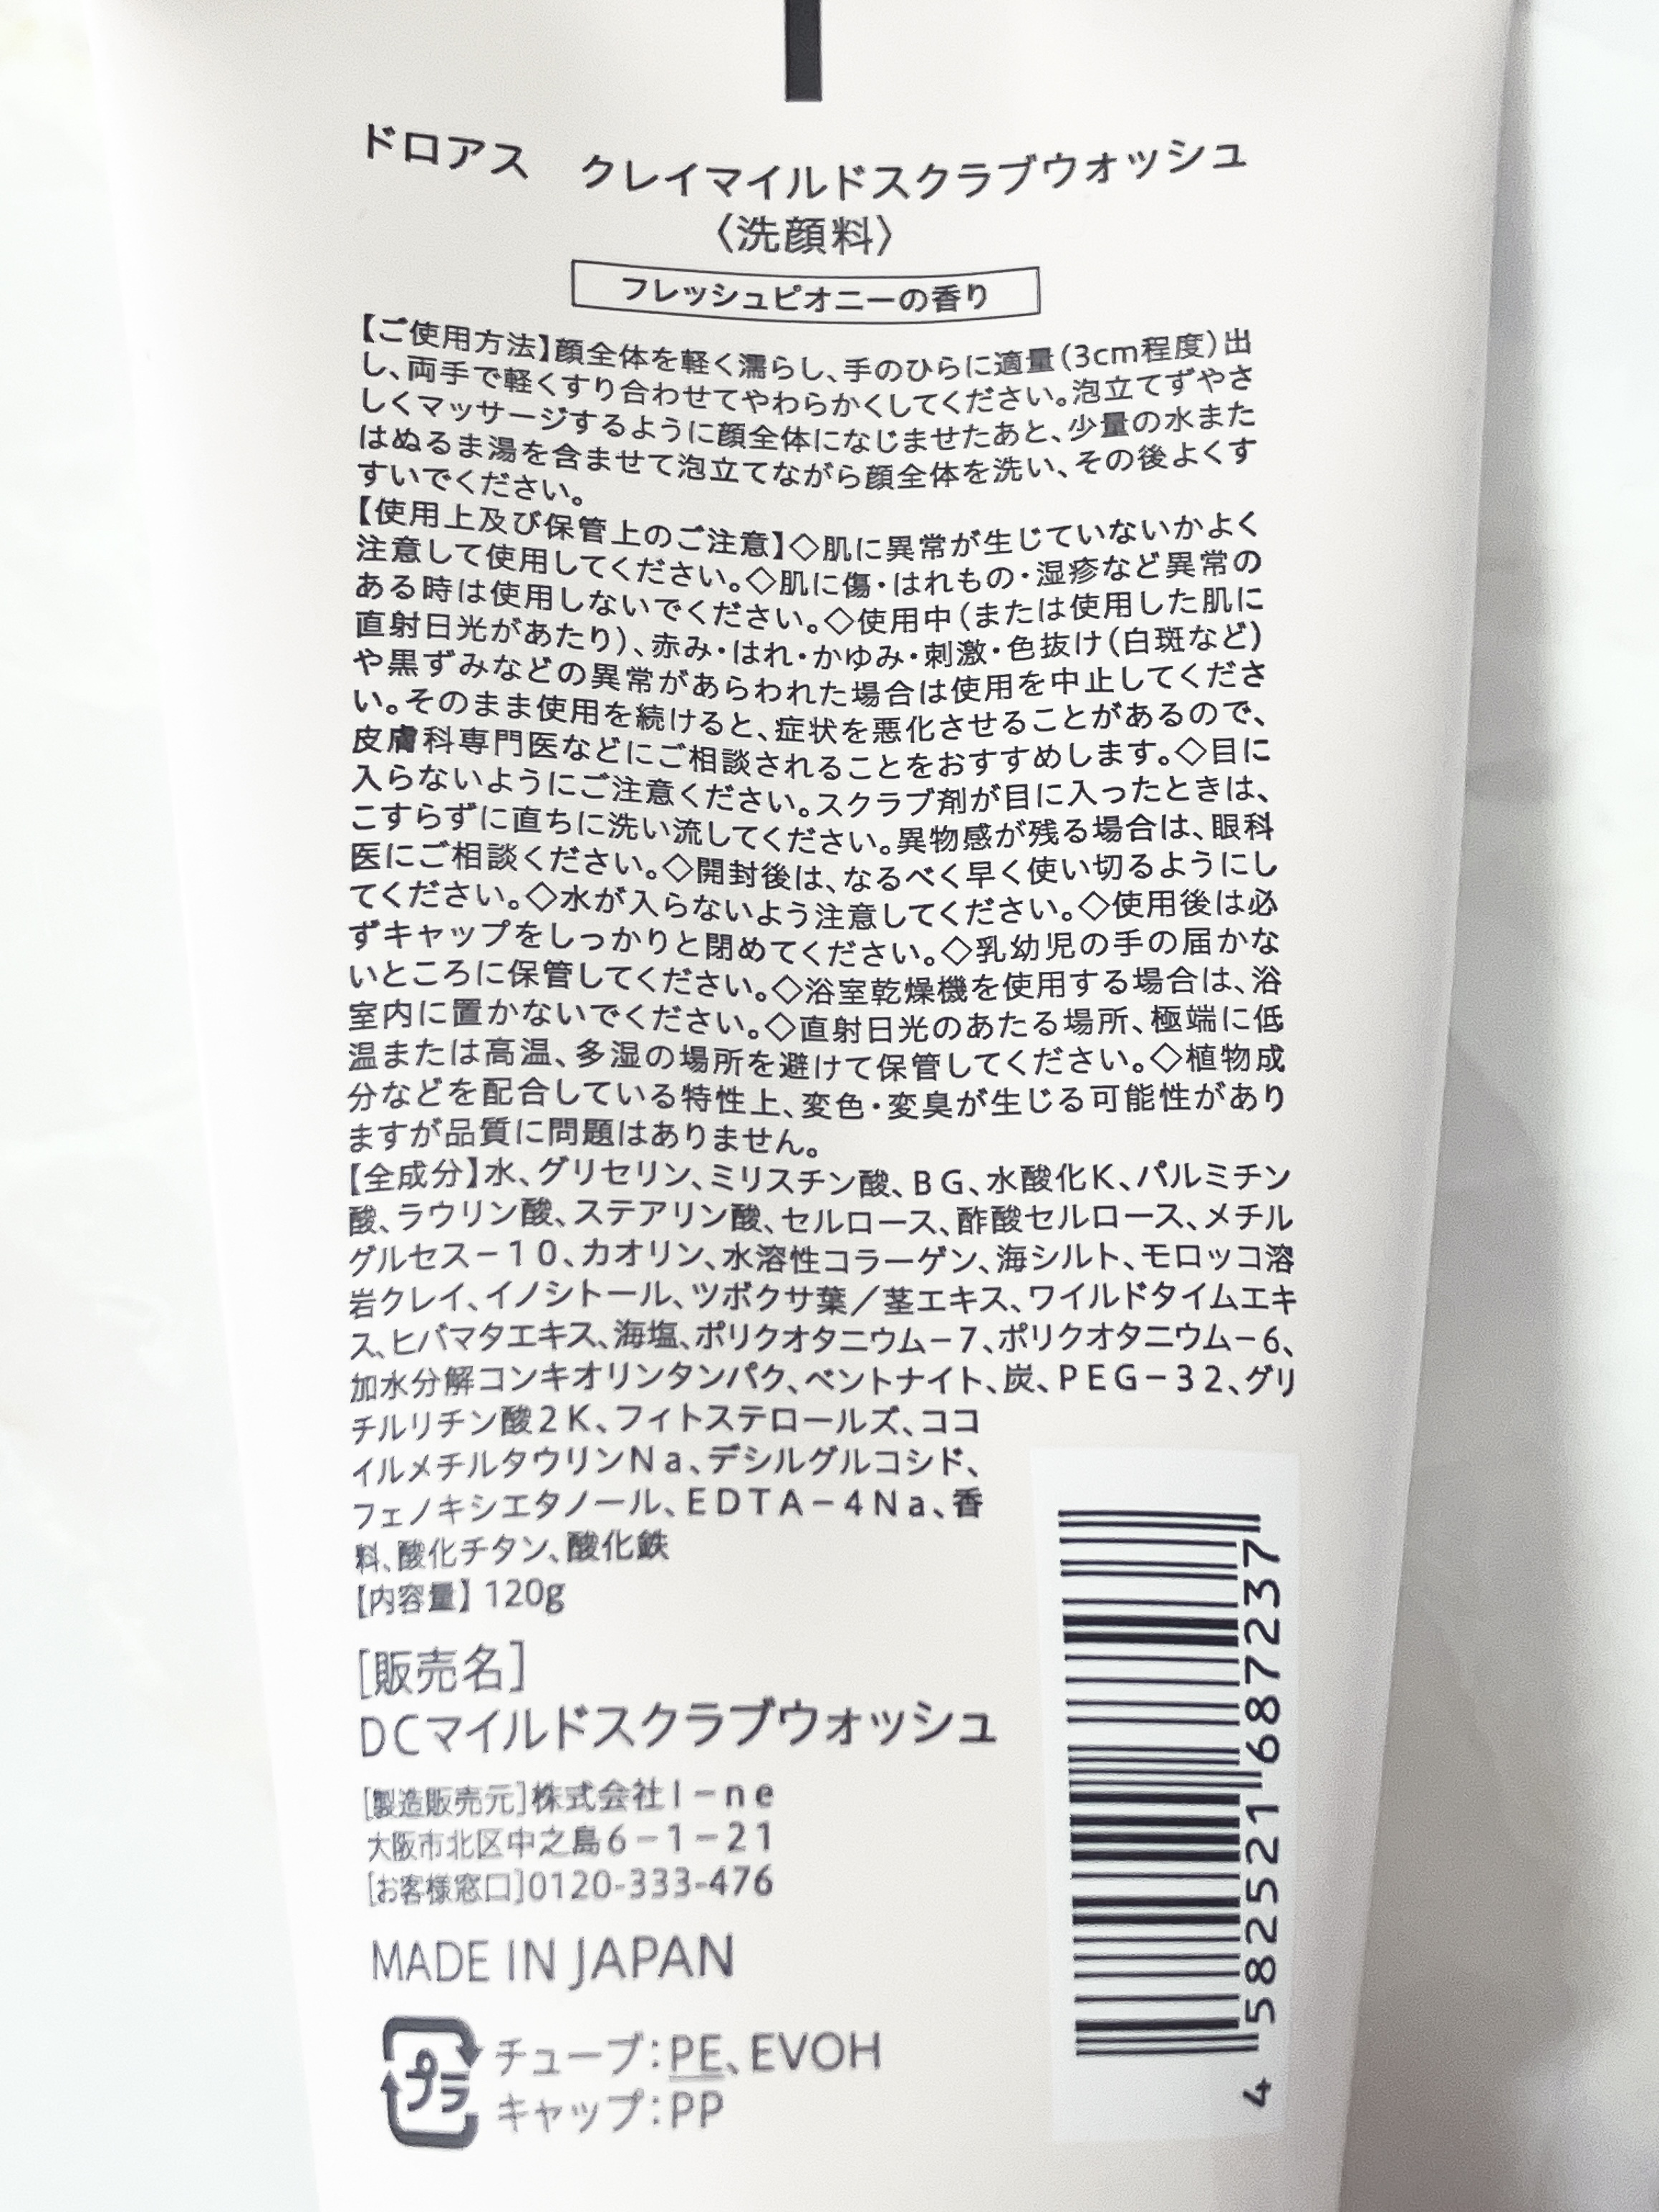 ドロアス　クレイマイルドスクラブウォッシュ
〈洗顔料〉
フレッシュピオニーの香り
【ご使用方法】顔全体を軽く濡らし、手のひらに適量(3cm程度)出
し、両手で軽くすり合わせてやわらかくしてください。泡立てずやさ
しくマッサージするように顔全体になじませたあと、少量の水また
はぬるま湯を含ませて泡立てながら顔全体を洗い、その後よくす
すいでください。
【使用上及び保管上のご注意】◇肌に異常が生じていないかよく
注意して使用してください。◇肌に傷・はれもの・湿疹など異常の
ある時は使用しないでください。◇使用中(または使用した肌に
直射日光があたり)、赤み・はれ・かゆみ・刺激・色抜け(白斑など)
や黒ずみなどの異常があらわれた場合は使用を中止してくださ
い。そのまま使用を続けると、症状を悪化させることがあるので、
皮膚科専門医などにご相談されることをおすすめします。◇目に
入らないようにご注意ください。スクラブ剤が目に入ったときは、
こすらずに直ちに洗い流してください。異物感が残る場合は、眼科
医にご相談ください。◇開封後は、なるべく早く使い切るようにし
てください。◇水が入らないよう注意してください。◇使用後は必
ずキャップをしっかりと閉めてください。◇乳幼児の手の届かな
いところに保管してください。◇浴室乾燥機を使用する場合は、浴
室内に置かないでください。◇直射日光のあたる場所、極端に低
温または高温、多湿の場所を避けて保管してください。◇植物成
分などを配合している特性上、変色・変臭が生じる可能性があり
ますが品質に問題はありません。
【全成分】水、グリセリン、ミリスチン酸、BG、水酸化K、パルミチン
酸、ラウリン酸、ステアリン酸、セルロース、酢酸セルロース、メチル
グルセス－10、カオリン、水溶性コラーゲン、海シルト、モロッコ溶
岩クレイ、イノシトール、ツボクサ葉／茎エキス、ワイルドタイムエキ
ス、ヒバマタエキス、海塩、ポリクオタニウム－7、ポリクオタニウム－6、
加水分解コンキオリンタンパク、ベントナイト、炭、PEG－32、グリ
チルリチン酸2K、フィトステロールズ、ココ
イルメチルタウリンNa、デシルグルコシド、
フェノキシエタノール、EDTA－4Na、香
料、酸化チタン、酸化鉄
【内容量】120g
[販売名]
DCマイルドスクラブウォッシュ
[製造販売元]株式会社I－ne
大阪市北区中之島6－1－21
[お客様窓口]0120-333-476
MADE IN JAPAN
プラ
チューブ：PE、EVOH
キャップ：PP
4 582521 687237